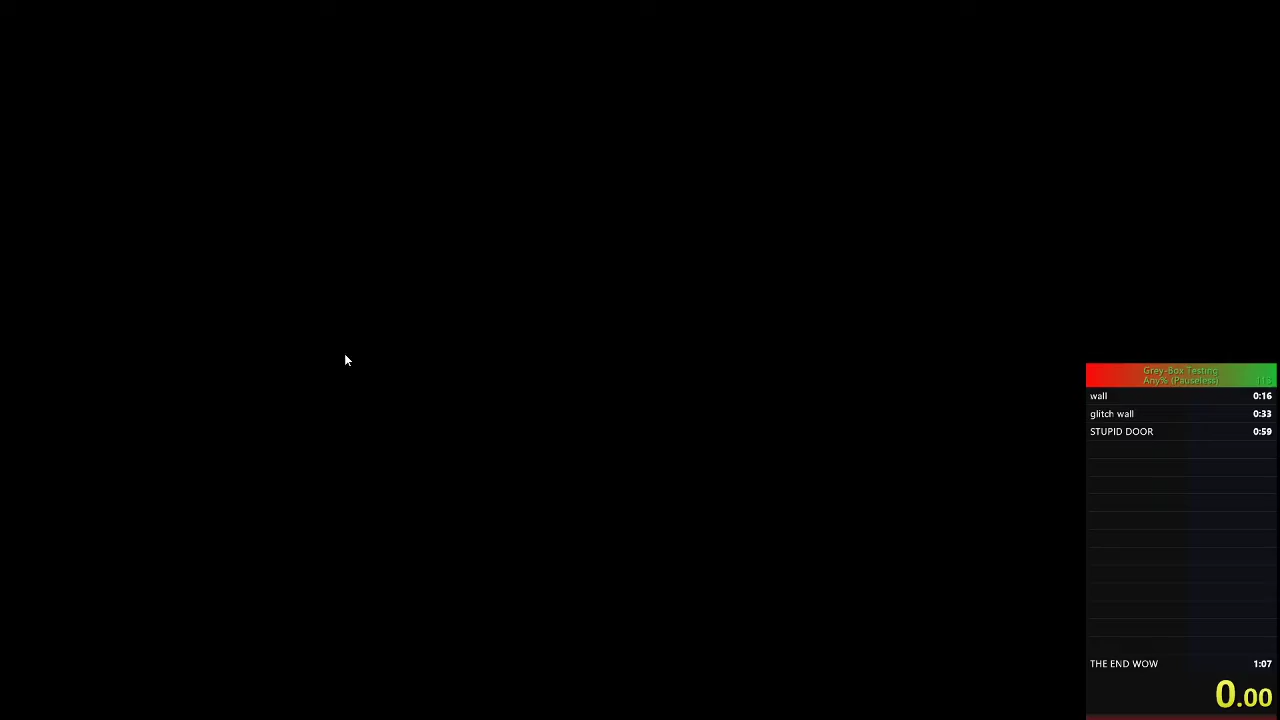 Grey-Box Testing
Any% (Pauseless)
wall 0:16
glitch wall 0:33
STUPID DOOR 0:59
THE END WOW 1:07
0.00